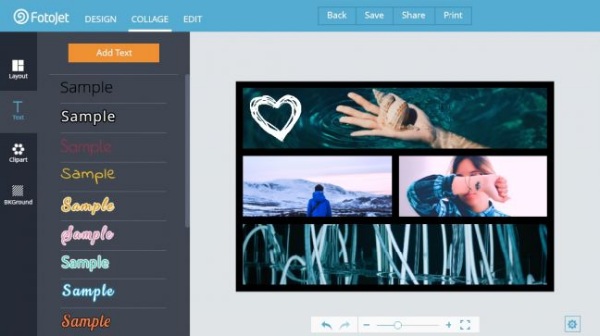 FotoJet DESIGN COLLAGE EDIT Back Save Share Print
Add Text
Layout
Text
Clipart
BKGround
Sample
Sample
Sample
Sample
Sample
Sample
Sample
Sample
Sample